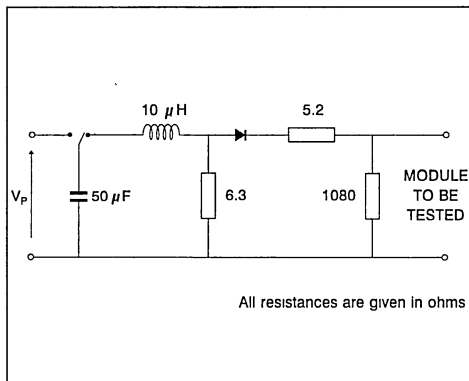 10 μH
5.2
V_P
50 μF
6.3
1080
MODULE
TO BE
TESTED
All resistances are given in ohms